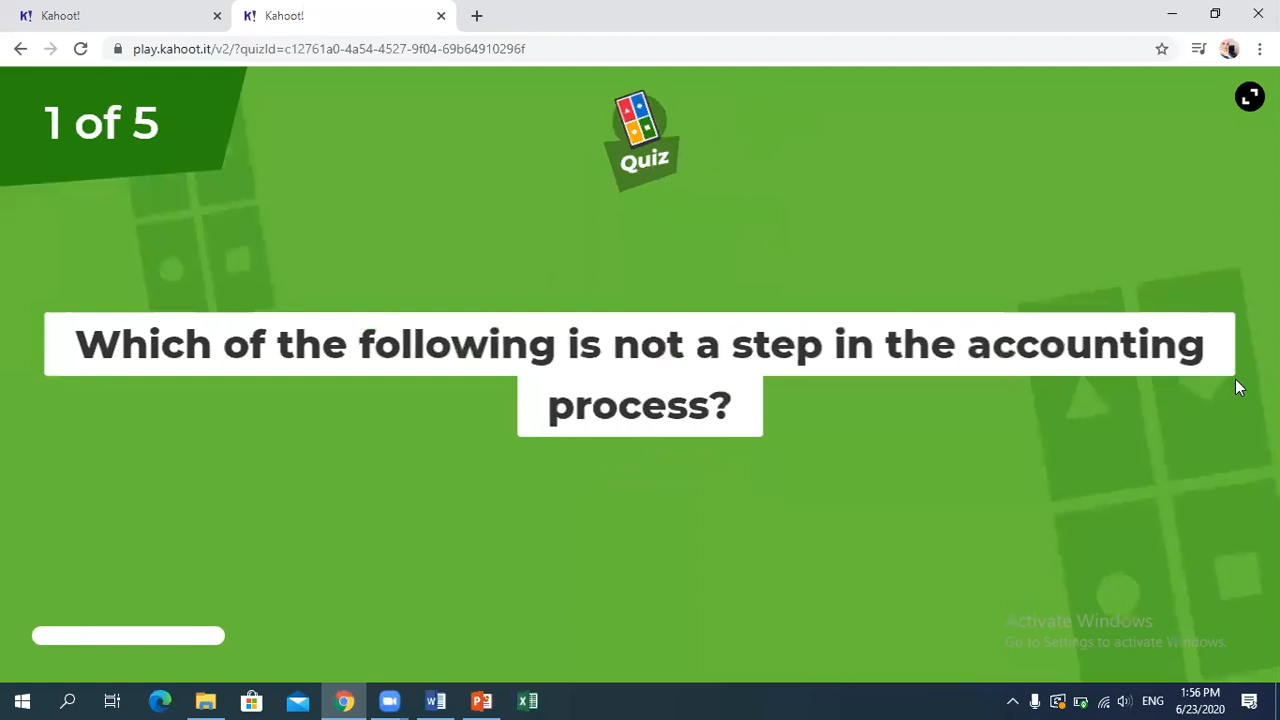 Kahoot!
Kahoot!
play.kahoot.it/v2/?quizId=c12761a0-4a54-4527-9f04-69b64910296f
1 of 5
Quiz
Which of the following is not a step in the accounting
process?
Activate Windows
Go to Settings to activate Windows.
ENG
1:56 PM
6/23/2020